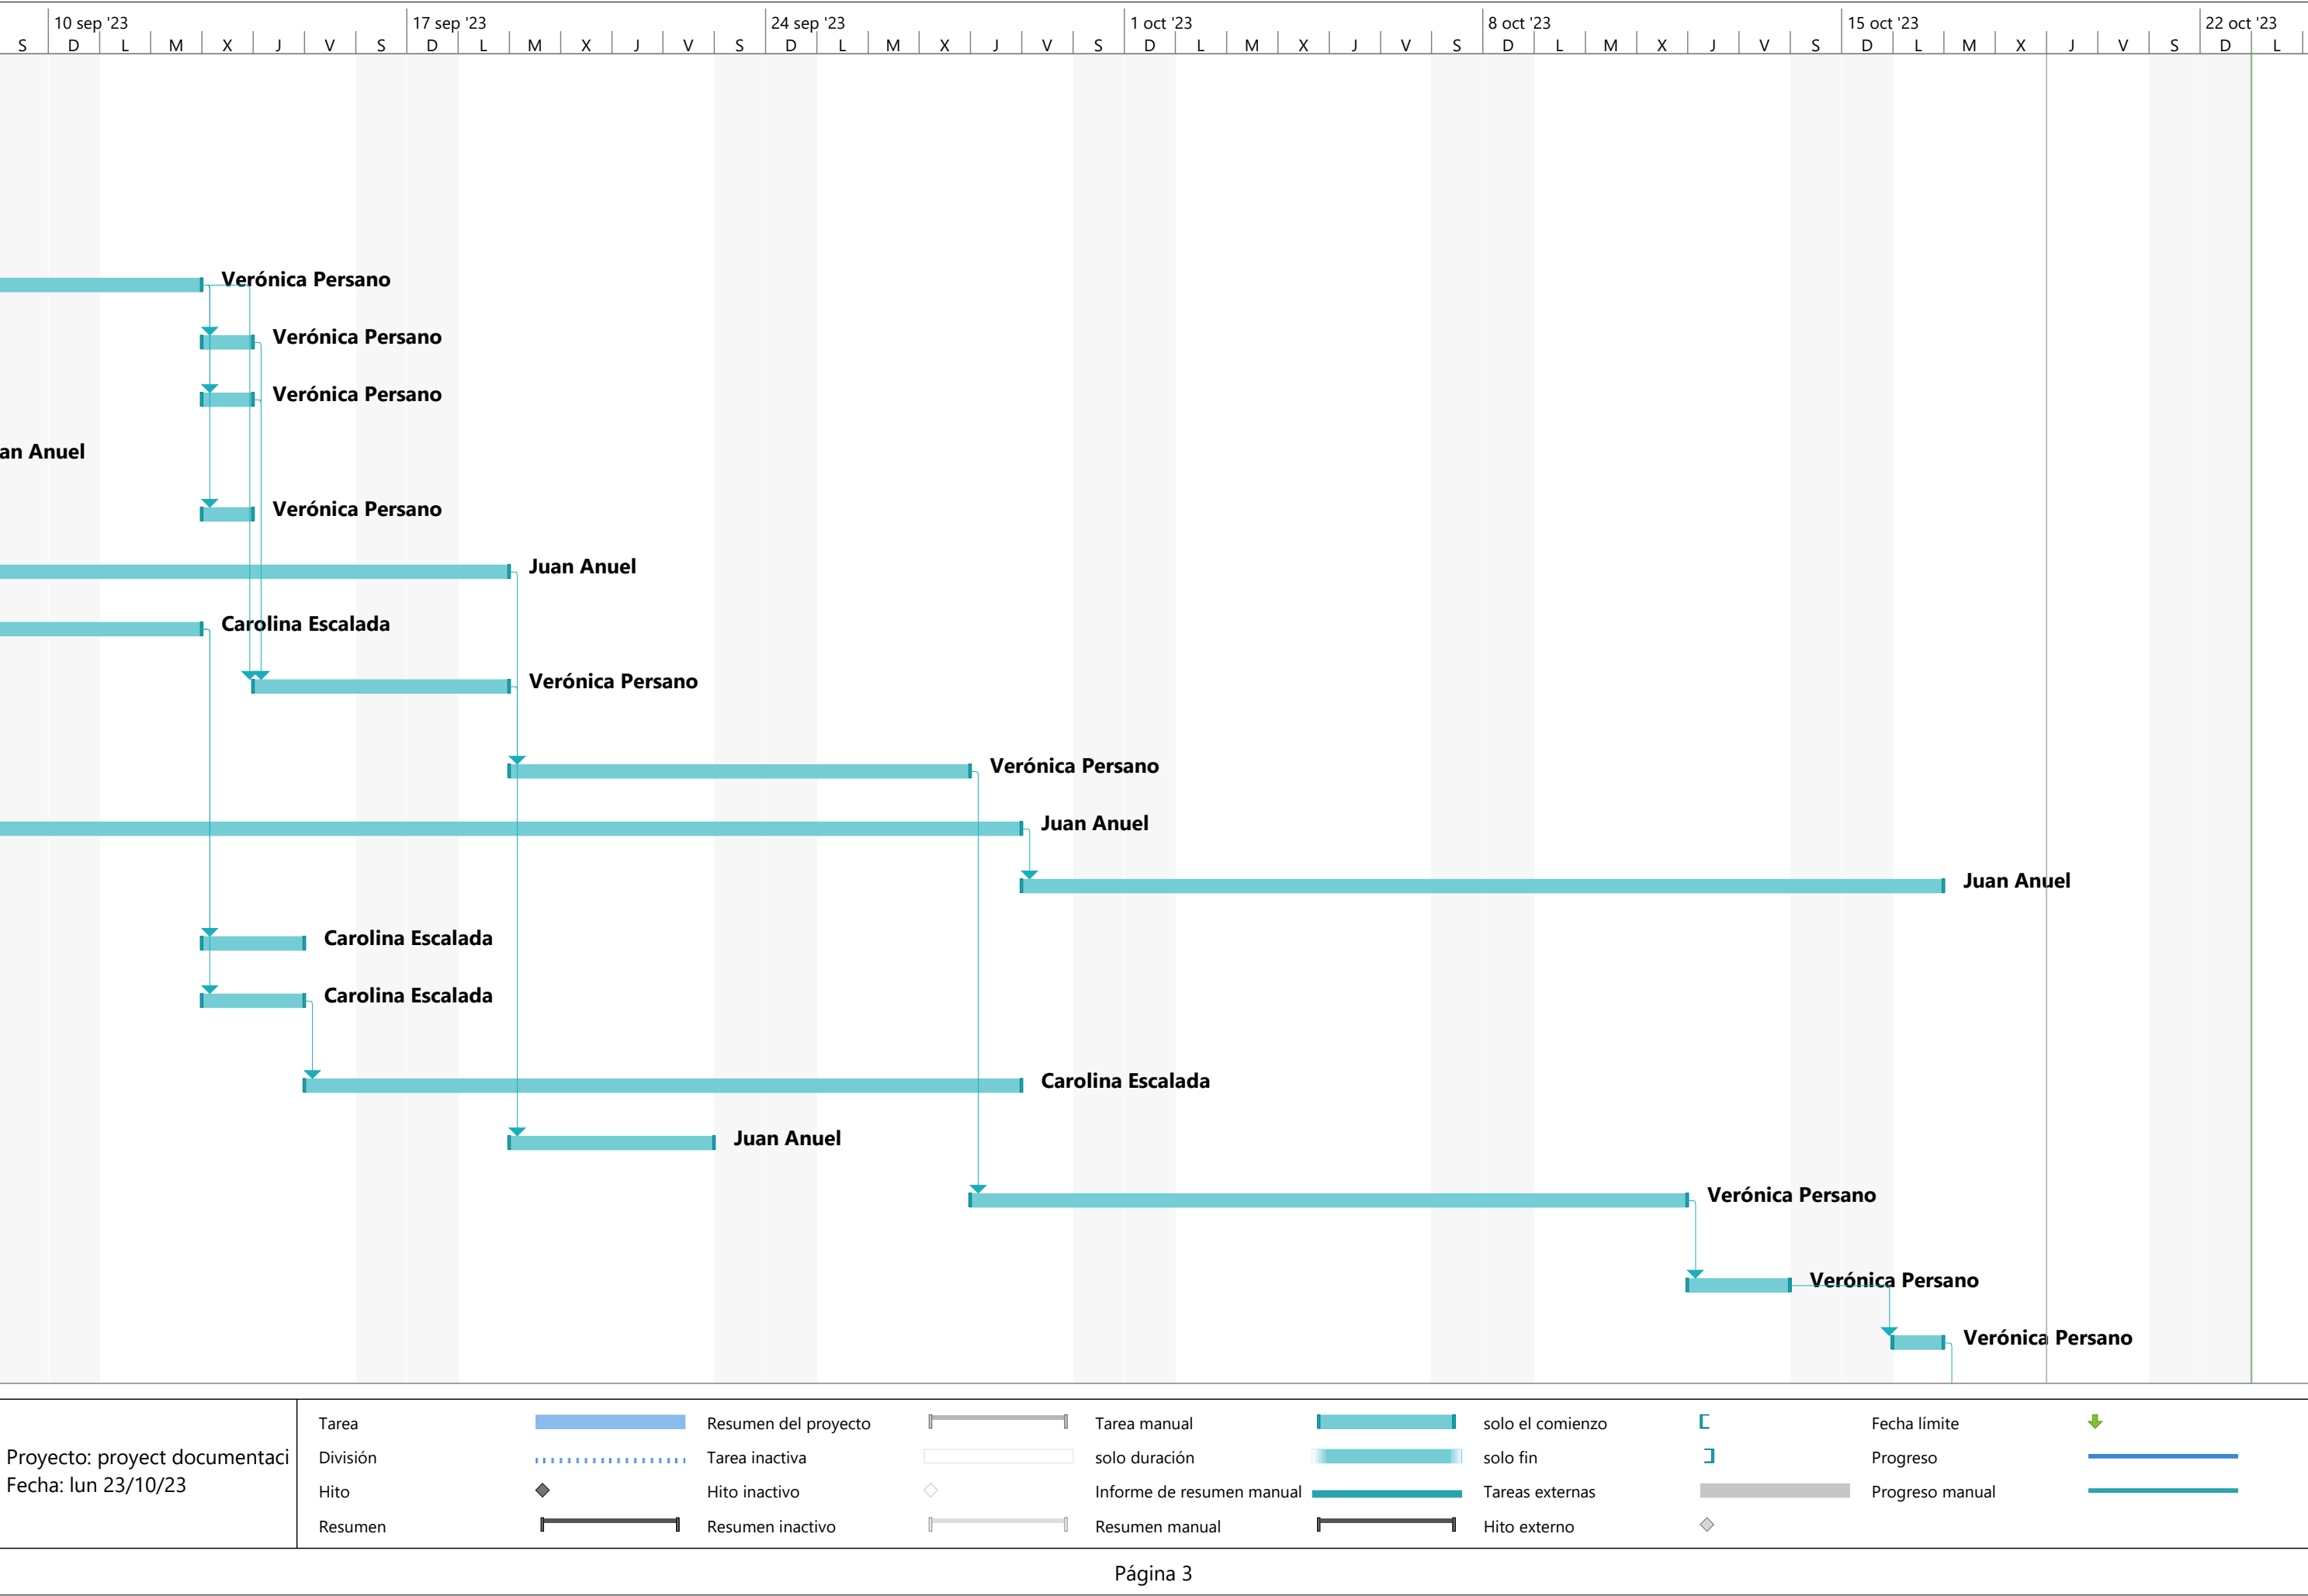 10 sep '23 17 sep '23 24 sep '23 1 oct '23 8 oct '23 15 oct '23 22 oct '23
S D L M X J V S D L M X J V S D L M X J V S D L M X J V S D L M X J V S D L M X J V S D L
Verónica Persano
Verónica Persano
Verónica Persano
an Anuel
Verónica Persano
Juan Anuel
Carolina Escalada
Verónica Persano
Verónica Persano
Juan Anuel
Juan Anuel
Carolina Escalada
Carolina Escalada
Carolina Escalada
Juan Anuel
Verónica Persano
Verónica Persano
Verónica Persano
Proyecto: proyect documentaci
Fecha: lun 23/10/23
Tarea Resumen del proyecto Tarea manual solo el comienzo Fecha límite
División Tarea inactiva solo duración solo fin Progreso
Hito Hito inactivo Informe de resumen manual Tareas externas Progreso manual
Resumen Resumen inactivo Resumen manual Hito externo
Página 3